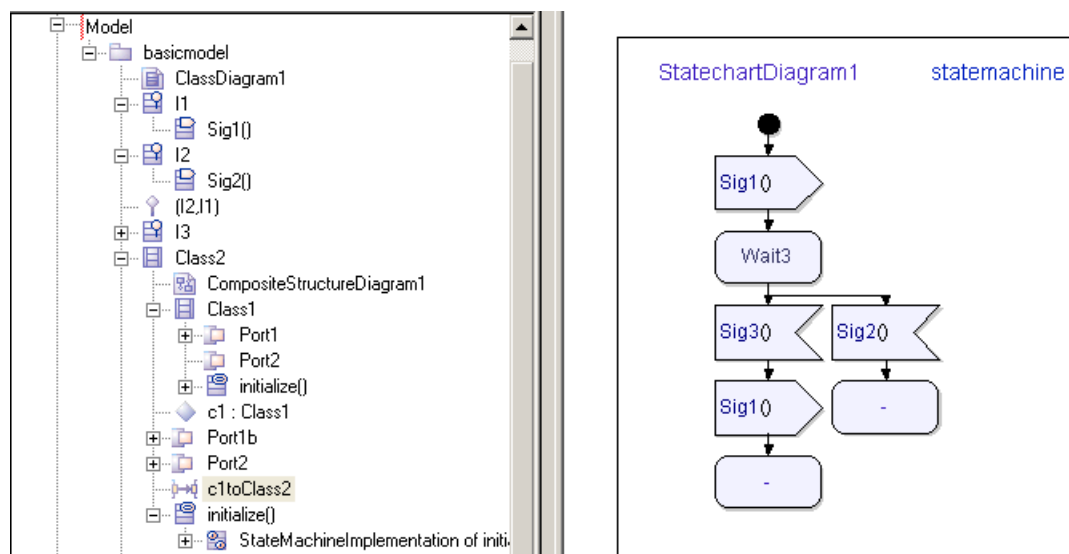 Model
basicmodel
ClassDiagram1
I1
Sig1()
I2
Sig2()
(I2,I1)
I3
Class2
CompositeStructureDiagram1
Class1
Port1
Port2
initialize()
c1 : Class1
Port1b
Port2
c1toClass2
initialize()
StateMachineImplementation of initi
StatechartDiagram1 statemachine
Sig1()
Wait3
Sig3() Sig2()
Sig1() -
-